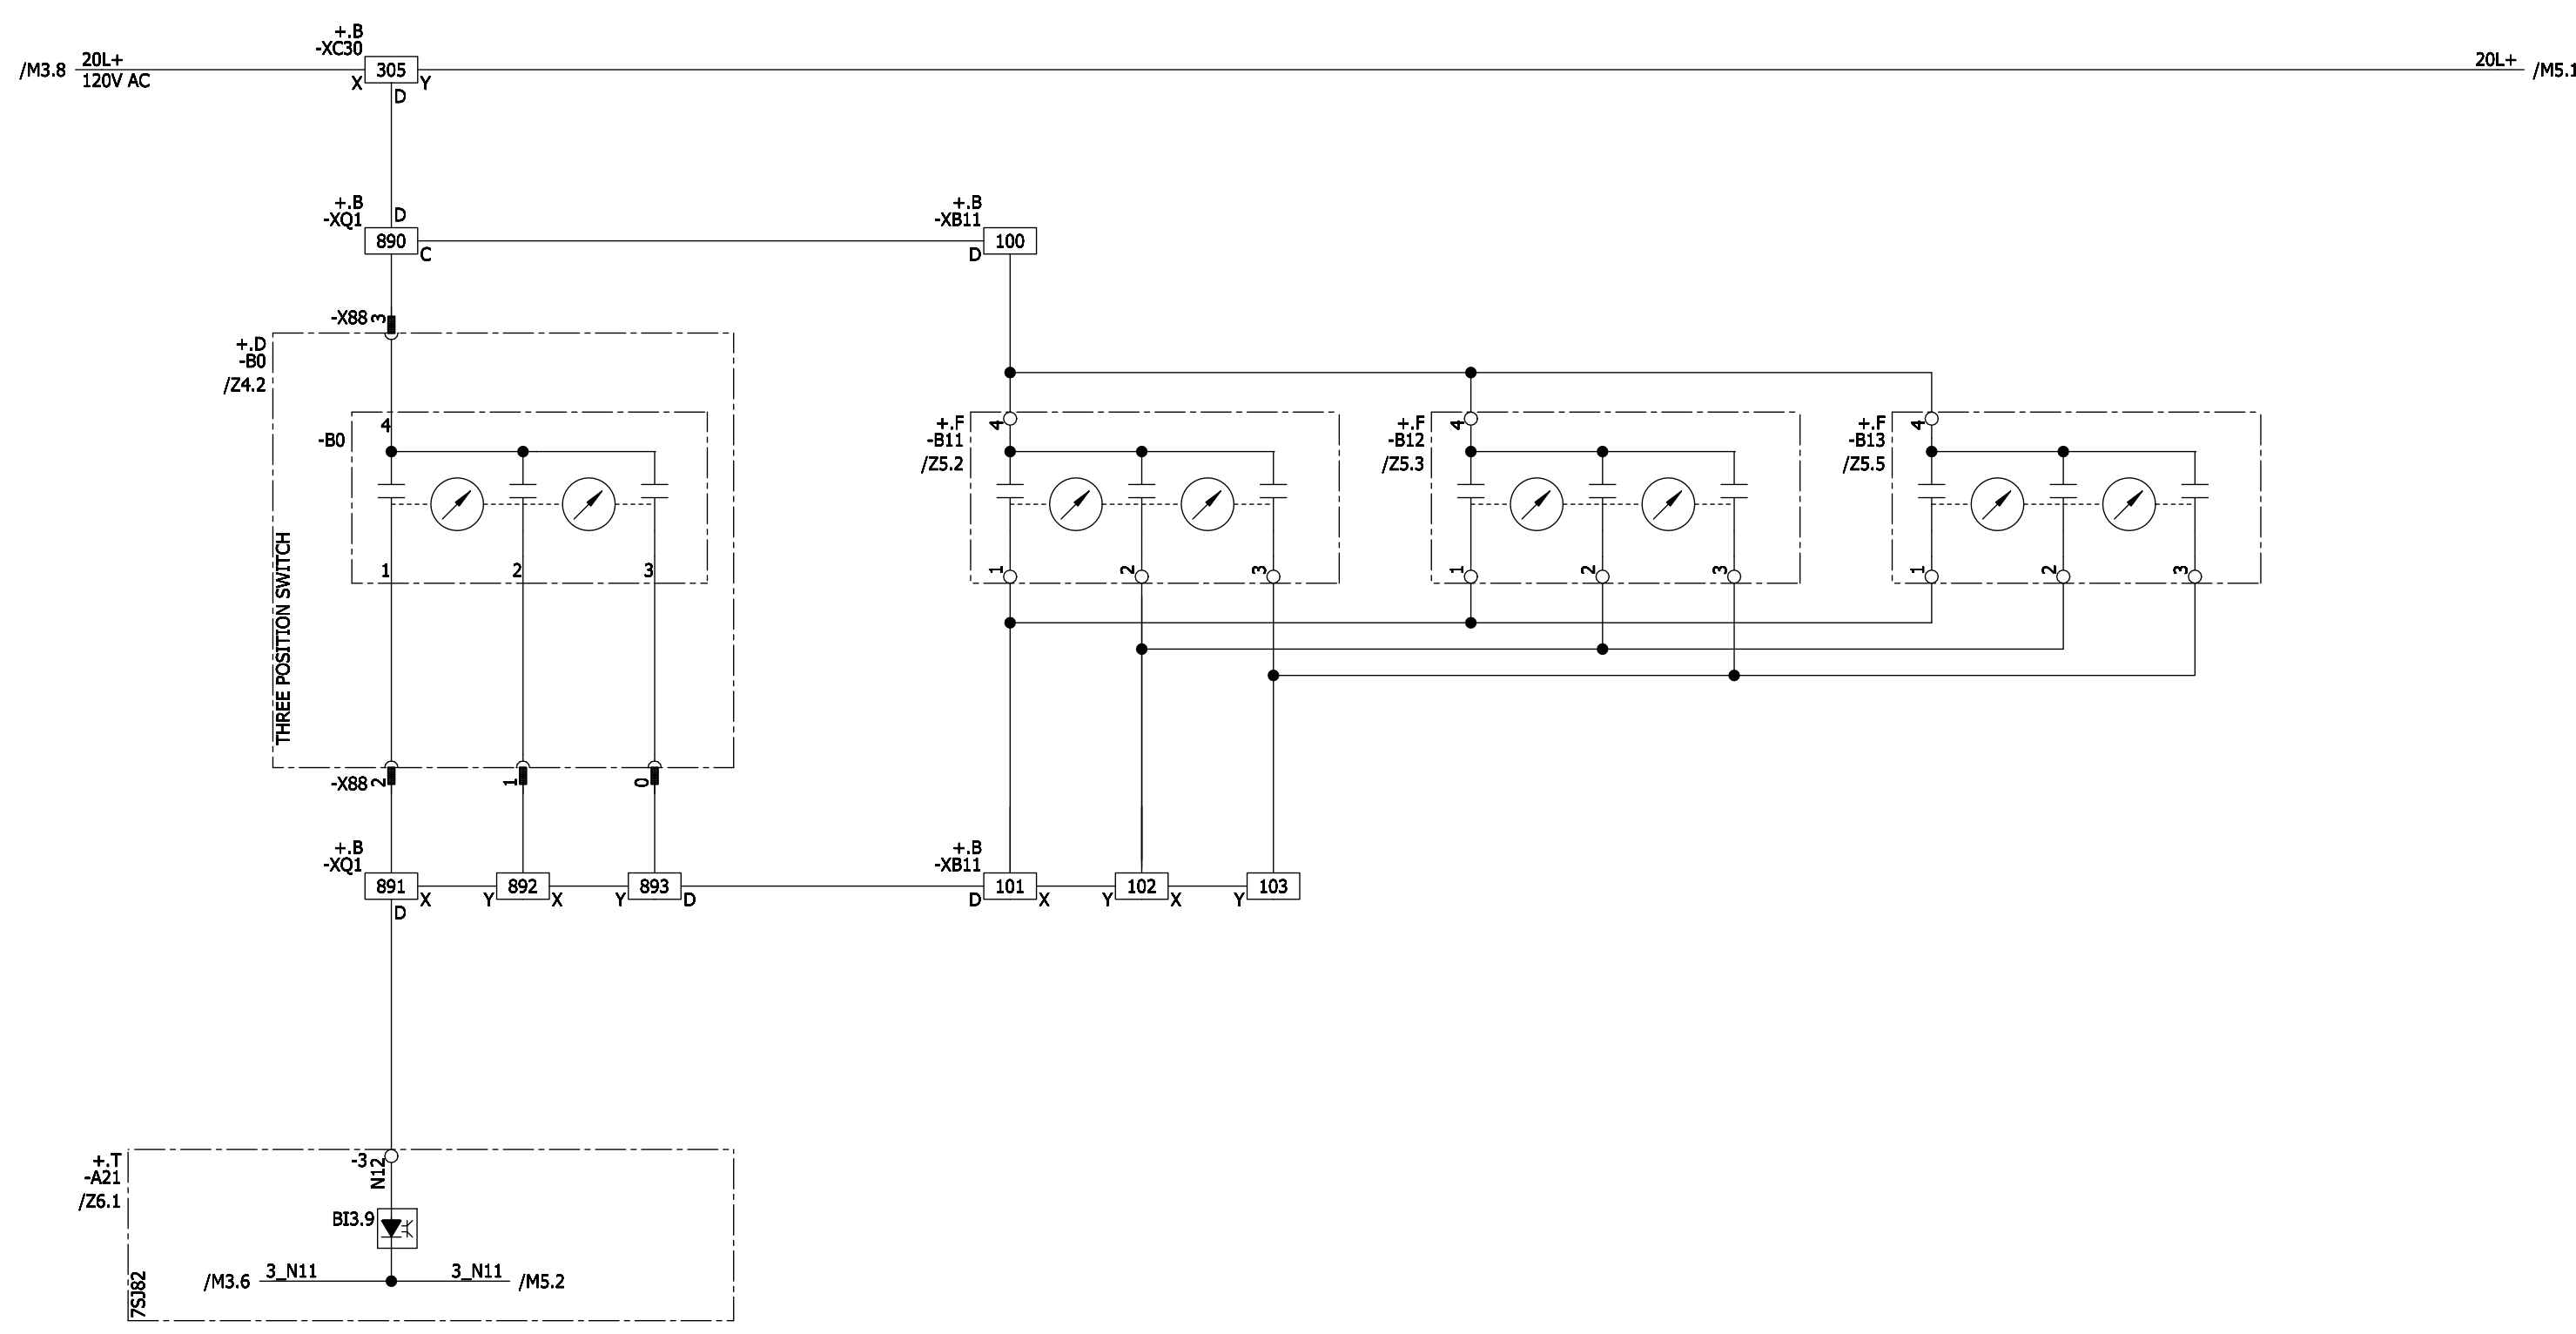 +.B
-XC30
/M3.8
20L+
120V AC
305
X
Y
D
20L+
/M5.1
+.B
-XQ1
D
890
C
+.B
-XB11
100
D
-X88
3
+.D
-B0
/Z4.2
THREE POSITION SWITCH
-B0
4
1
2
3
+.F
-B11
/Z5.2
4
1
2
3
+.F
-B12
/Z5.3
4
1
2
3
+.F
-B13
/Z5.5
4
1
2
3
-X88
2
1
0
+.B
-XQ1
891
X
D
Y
892
X
Y
893
D
+.B
-XB11
D
101
X
Y
102
X
Y
103
+.T
-A21
/Z6.1
-3
N12
BI3.9
/M3.6
3_N11
3_N11
/M5.2
7SJ82